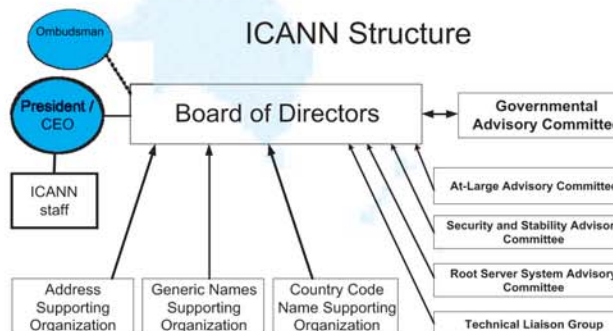 ICANN Structure
Ombudsman
President /
CEO
Board of Directors
Governmental
Advisory Committee
ICANN
staff
At-Large Advisory Committee
Security and Stability Advisory
Committee
Root Server System Advisory
Committee
Technical Liaison Group
Address
Supporting
Organization
Generic Names
Supporting
Organization
Country Code
Name Supporting
Organization